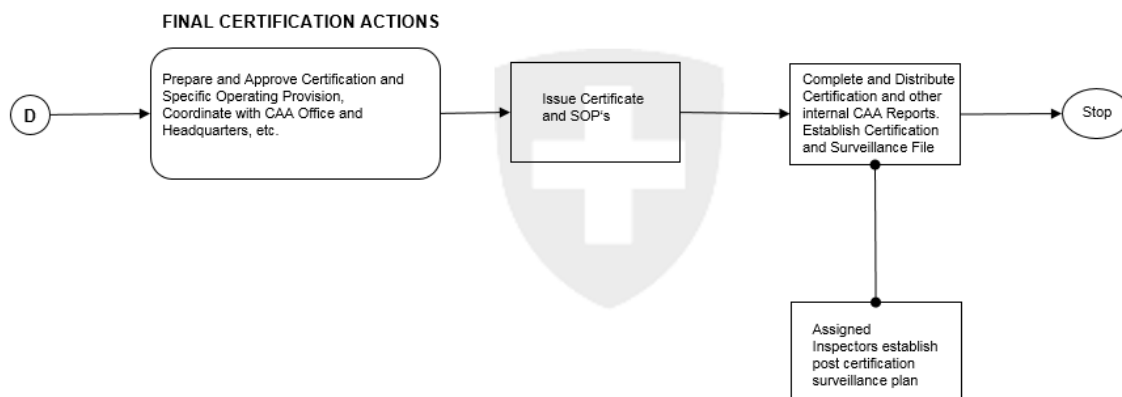 FINAL CERTIFICATION ACTIONS
D
Prepare and Approve Certification and
Specific Operating Provision,
Coordinate with CAA Office and
Headquarters, etc.
Issue Certificate
and SOP's
Complete and Distribute
Certification and other
internal CAA Reports.
Establish Certification
and Surveillance File
Stop
Assigned
Inspectors establish
post certification
surveillance plan